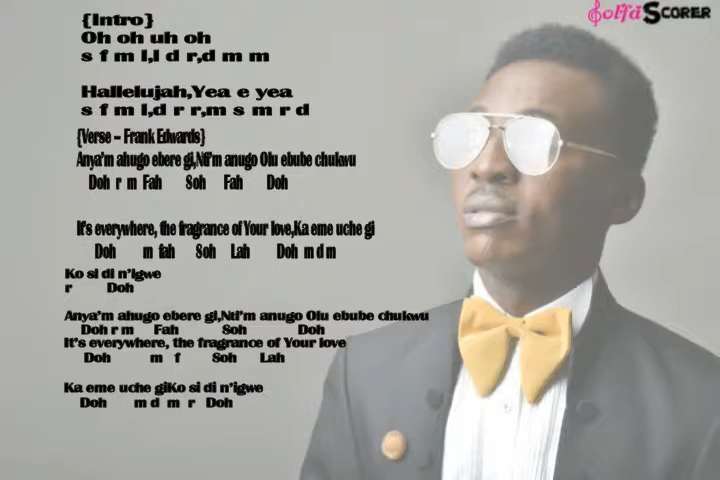 SolfaScorer
{Intro}
Oh oh uh oh
s f m l,l d r,d m m
Hallelujah,Yea e yea
s f m l,d r r,m s m r d
{Verse – Frank Edwards}
Anya'm ahugo ebere gi,Nti'm anugo Olu ebube chukwu
Doh r m Fah Soh Fah Doh
It's everywhere, the fragrance of Your love,Ka eme uche gi
Doh m fah Soh Lah Doh m d m
Ko si di n'igwe
r Doh
Anya'm ahugo ebere gi,Nti'm anugo Olu ebube chukwu
Doh r m Fah Soh Doh
It's everywhere, the fragrance of Your love
Doh m f Soh Lah
Ka eme uche giKo si di n'igwe
Doh m d m r Doh